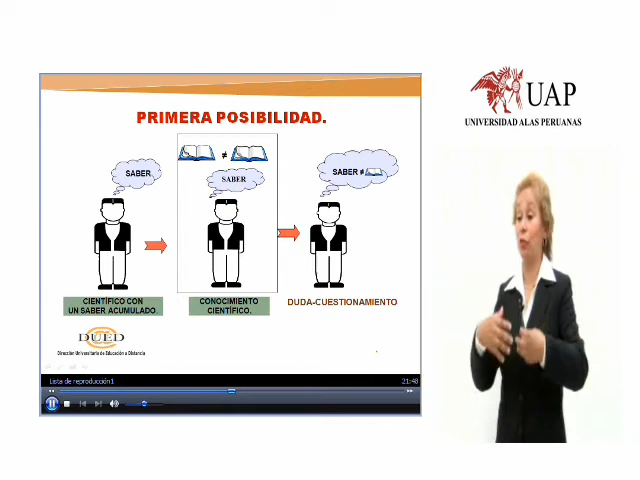 PRIMERA POSIBILIDAD.
≠
SABER
SABER
SABER ≠
CIENTÍFICO CON
UN SABER ACUMULADO.
CONOCIMIENTO
CIENTÍFICO.
DUDA-CUESTIONAMIENTO
DUED
Dirección Universitaria de Educación a Distancia
Lista de reproducción1
21:48
UAP
UNIVERSIDAD ALAS PERUANAS